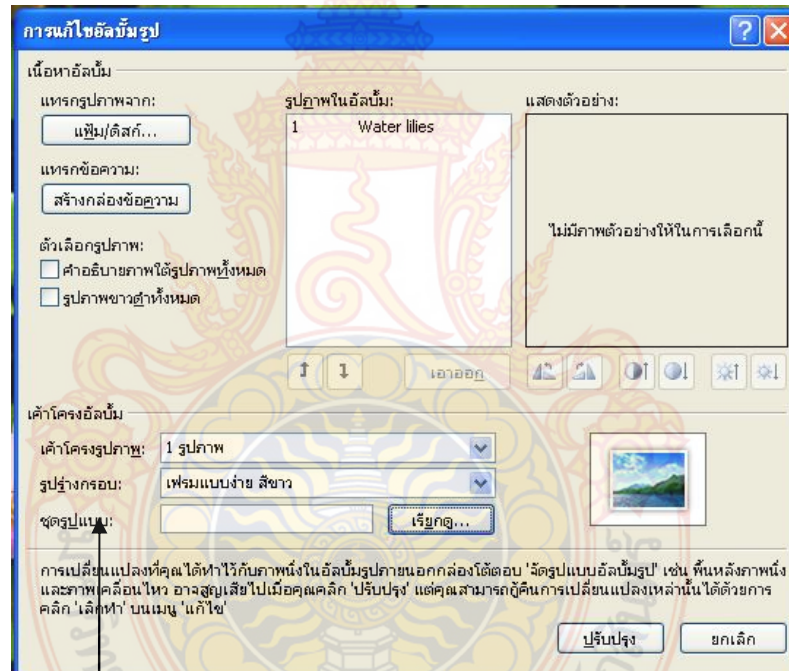 การแก้ไขอัลบั้มรูป
เนื้อหาอัลบั้ม
แทรกรูปภาพจาก:
แฟ้ม/ดิสก์...
แทรกข้อความ:
สร้างกล่องข้อความ
ตัวเลือกรูปภาพ:
คำอธิบายภาพใต้รูปภาพทั้งหมด
รูปภาพขาวดำทั้งหมด
รูปภาพในอัลบั้ม:
1 Water lilies
เอาออก
แสดงตัวอย่าง:
ไม่มีภาพตัวอย่างให้ในการเลือกนี้
เค้าโครงอัลบั้ม
เค้าโครงรูปภาพ: 1 รูปภาพ
รูปร่างกรอบ: เฟรมแบบง่าย สีขาว
ชุดรูปแบบ: เรียกดู...
การเปลี่ยนแปลงที่คุณได้ทำไว้กับภาพนิ่งในอัลบั้มรูปภายนอกกล่องโต้ตอบ 'จัดรูปแบบอัลบั้มรูป' เช่น พื้นหลังภาพนิ่ง
และภาพเคลื่อนไหว อาจสูญเสียไปเมื่อคุณคลิก 'ปรับปรุง' แต่คุณสามารถกู้คืนการเปลี่ยนแปลงเหล่านั้นได้ด้วยการ
คลิก 'เลิกทำ' บนเมนู 'แก้ไข'
ปรับปรุง ยกเลิก